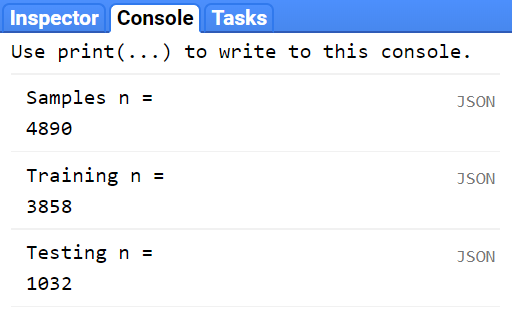 Inspector Console Tasks
Use print(...) to write to this console.
Samples n = JSON
4890
Training n = JSON
3858
Testing n = JSON
1032